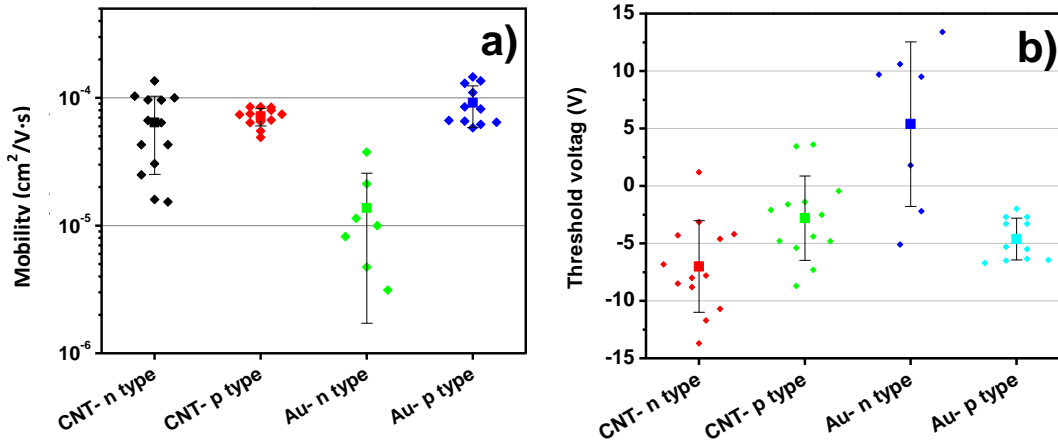 a)
Mobility (cm²/V·s)
10⁻⁴
10⁻⁵
10⁻⁶
CNT- n type
CNT- p type
Au- n type
Au- p type
b)
Threshold voltag (V)
15
10
5
0
-5
-10
-15
CNT- n type
CNT- p type
Au- n type
Au- p type